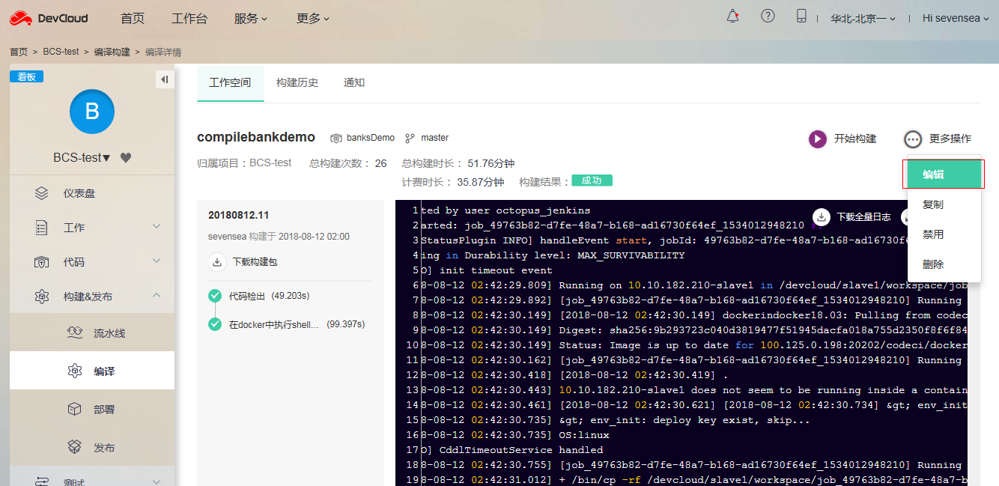 DevCloud 首页 工作台 服务 更多 华北-北京一 Hi sevensea
首页 > BCS-test > 编译构建 > 编译详情
看板
B
BCS-test
仪表盘
工作
代码
构建&发布
流水线
编译
部署
发布
测试
工作空间 构建历史 通知
compilebankdemo banksDemo master
开始构建 更多操作
归属项目：BCS-test 总构建次数： 26 总构建时长： 51.76分钟
计费时长： 35.87分钟 构建结果： 成功
编辑
复制
禁用
删除
20180812.11
sevensea 构建于 2018-08-12 02:00
下载构建包
代码检出 (49.203s)
在docker中执行shell... (99.397s)
下载全量日志
1 ted by user octopus_jenkins
2 arted: job_49763b82-d7fe-48a7-b168-ad16730f64ef_1534012948210
3 StatusPlugin INFO] handleEvent start, jobId: 49763b82-d7fe-48a7-b168-ad16730f6
4 ing in Durability level: MAX_SURVIVABILITY
5 O] init timeout event
6 8-08-12 02:42:29.809] Running on 10.10.182.210-slave1 in /devcloud/slave1/workspace/job
7 8-08-12 02:42:29.892] [job_49763b82-d7fe-48a7-b168-ad16730f64ef_1534012948210] Running
8 8-08-12 02:42:30.149] [2018-08-12 02:42:30.149] dockerindocker18.03: Pulling from codec
9 8-08-12 02:42:30.149] Digest: sha256:9b293723c040d3819477f51945dacfa018a755d2350f8f6f84
10 8-08-12 02:42:30.149] Status: Image is up to date for 100.125.0.198:20202/codeci/docker
11 8-08-12 02:42:30.162] [job_49763b82-d7fe-48a7-b168-ad16730f64ef_1534012948210] Running
12 8-08-12 02:42:30.418] [2018-08-12 02:42:30.419] .
13 8-08-12 02:42:30.443] 10.10.182.210-slave1 does not seem to be running inside a contain
14 8-08-12 02:42:30.461] [2018-08-12 02:42:30.621] [2018-08-12 02:42:30.734] &gt; env_init
15 8-08-12 02:42:30.735] &gt; env_init: deploy key exist, skip...
16 8-08-12 02:42:30.735] OS:linux
17 O] CddlTimeoutService handled
18 8-08-12 02:42:30.755] [job_49763b82-d7fe-48a7-b168-ad16730f64ef_1534012948210] Running
19 8-08-12 02:42:31.012] + /bin/cp -rf /devcloud/slave1/workspace/job_49763b82-d7fe-48a7-b